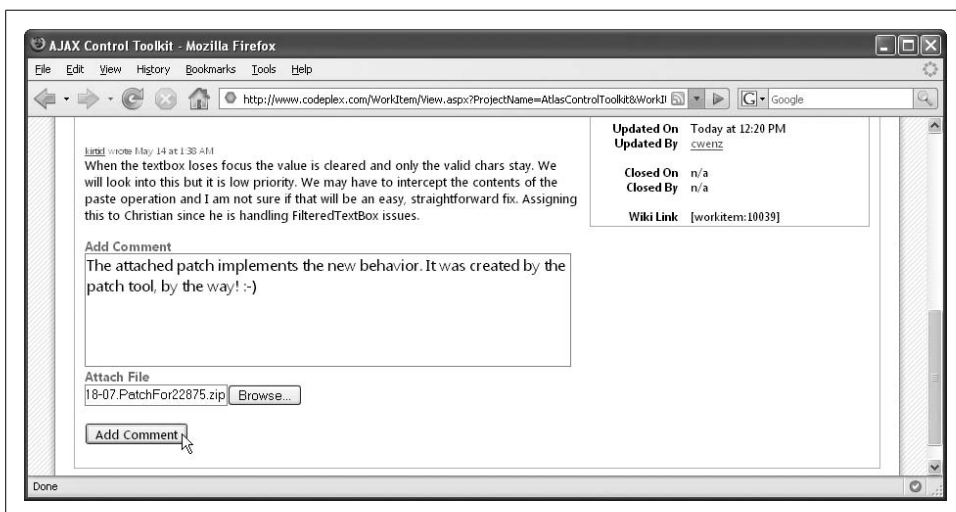 AJAX Control Toolkit - Mozilla Firefox
File Edit View History Bookmarks Tools Help
http://www.codeplex.com/WorkItem/View.aspx?ProjectName=AtlasControlToolkit&WorkI
Google
kirtid wrote May 14 at 1:38 AM
When the textbox loses focus the value is cleared and only the valid chars stay. We
will look into this but it is low priority. We may have to intercept the contents of the
paste operation and I am not sure if that will be an easy, straightforward fix. Assigning
this to Christian since he is handling FilteredTextBox issues.
Updated On Today at 12:20 PM
Updated By cwenz
Closed On n/a
Closed By n/a
Wiki Link [workitem:10039]
Add Comment
The attached patch implements the new behavior. It was created by the
patch tool, by the way! :-)
Attach File
18-07.PatchFor22875.zip Browse...
Add Comment
Done